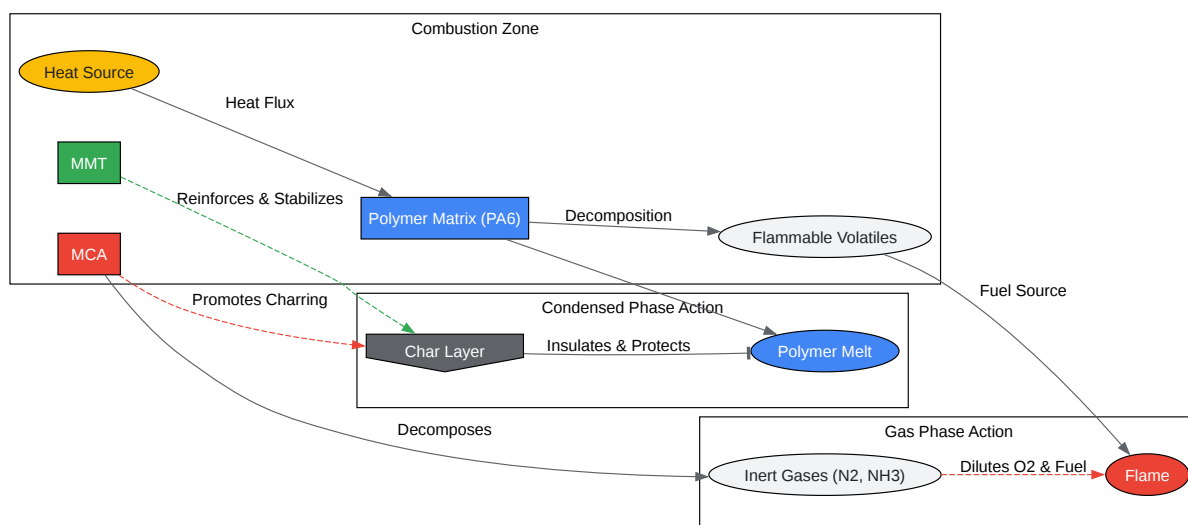 Combustion Zone
Heat Source
Heat Flux
MMT
Reinforces & Stabilizes
Polymer Matrix (PA6)
Decomposition
Flammable Volatiles
MCA
Promotes Charring
Fuel Source
Condensed Phase Action
Char Layer
Insulates & Protects
Polymer Melt
Decomposes
Gas Phase Action
Inert Gases (N2, NH3)
Dilutes O2 & Fuel
Flame